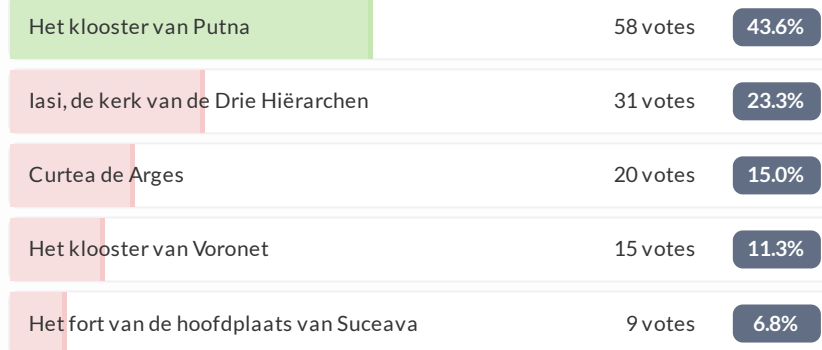 Het klooster van Putna 58 votes 43.6%
Iasi, de kerk van de Drie Hiërarchen 31 votes 23.3%
Curtea de Arges 20 votes 15.0%
Het klooster van Voronet 15 votes 11.3%
Het fort van de hoofdplaats van Suceava 9 votes 6.8%